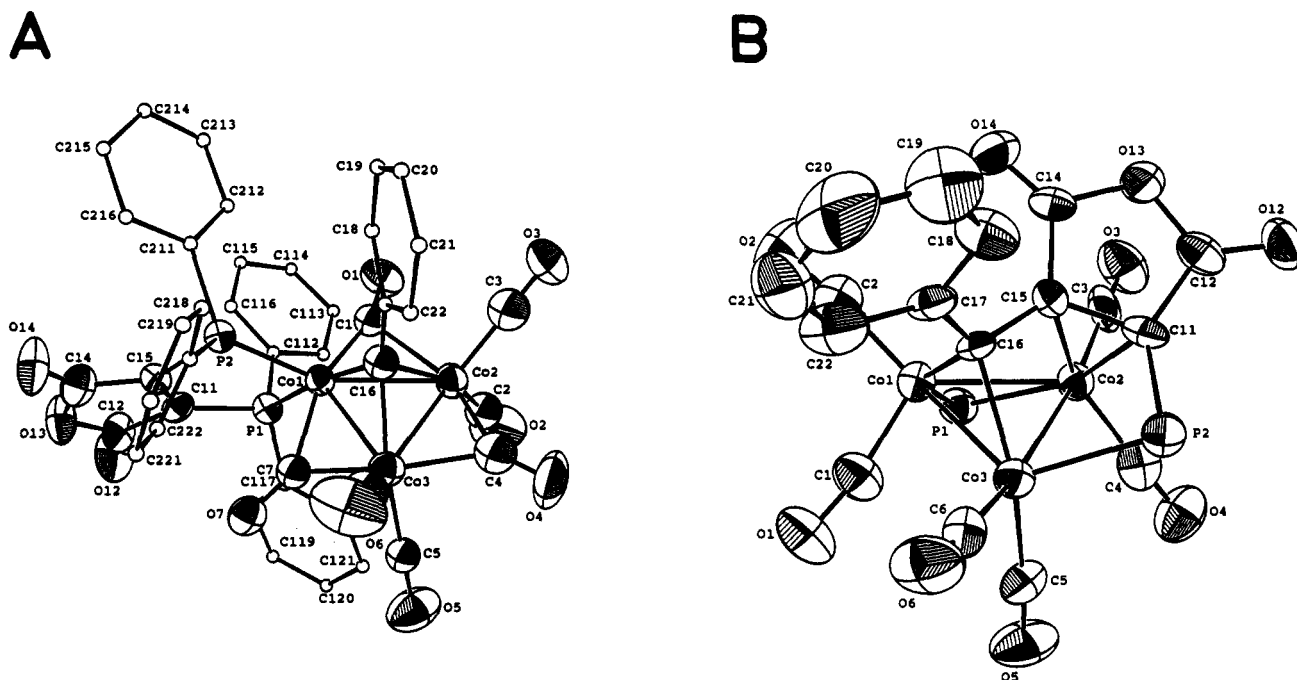 A
B
C214
C213
C215
C19
C20
C212
C216
C18
C21
O3
C211
C115
C114
O1
C3
C116
C218
C113
C22
O14
C219
C1
C14
C15
P2
C112
Co2
Co1
C16
C11
C2
O13
C12
P1
O2
C222
C7
Co3
C4
O12
C221
C117
O7
O6
O4
C119
C121
C5
C120
O5
O14
C19
O13
C20
C14
O12
O2
C18
O3
C2
C15
C3
C12
C21
C17
C16
C11
C22
Co1
Co2
P1
P2
C1
Co3
C4
O1
C6
O4
O6
C5
O5